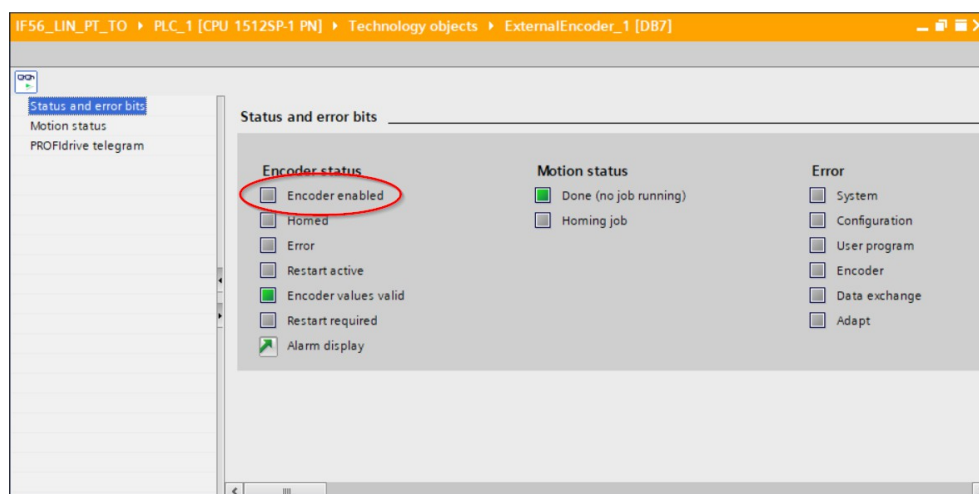 IF56_LIN_PT_TO ▸ PLC_1 [CPU 1512SP-1 PN] ▸ Technology objects ▸ ExternalEncoder_1 [DB7]
Status and error bits
Motion status
PROFIdrive telegram
Status and error bits
Encoder status
Encoder enabled
Homed
Error
Restart active
Encoder values valid
Restart required
Alarm display
Motion status
Done (no job running)
Homing job
Error
System
Configuration
User program
Encoder
Data exchange
Adapt